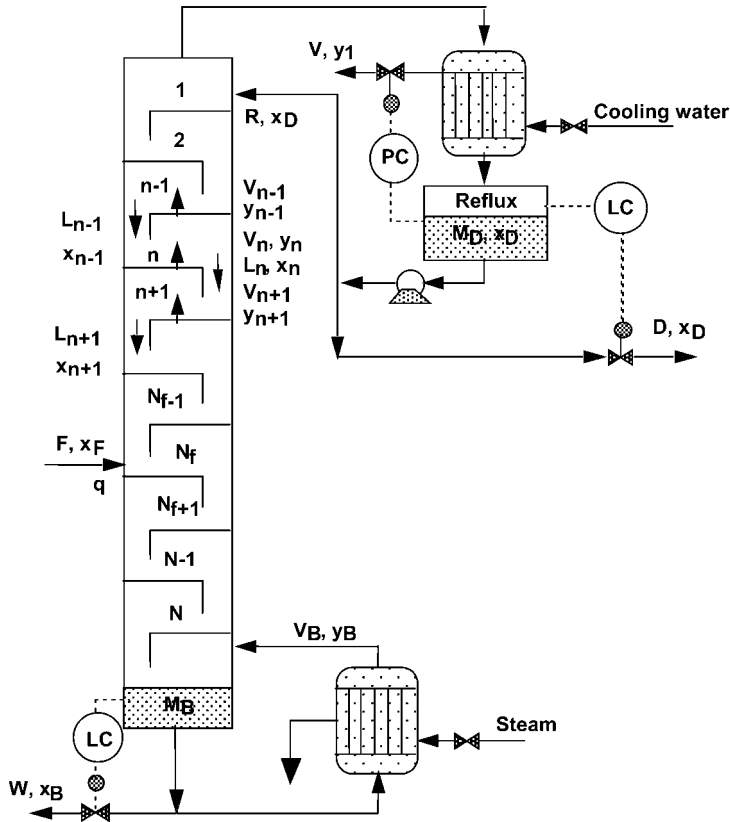 V, y1
1
Cooling water
R, xD
2
PC
n-1
Vn-1
Reflux
LC
Ln-1
yn-1
MD, xD
Vn, yn
xn-1
n
Ln, xn
n+1
Vn+1
Ln+1
yn+1
D, xD
xn+1
Nf-1
F, xF
Nf
q
Nf+1
N-1
N
VB, yB
MB
LC
Steam
W, xB